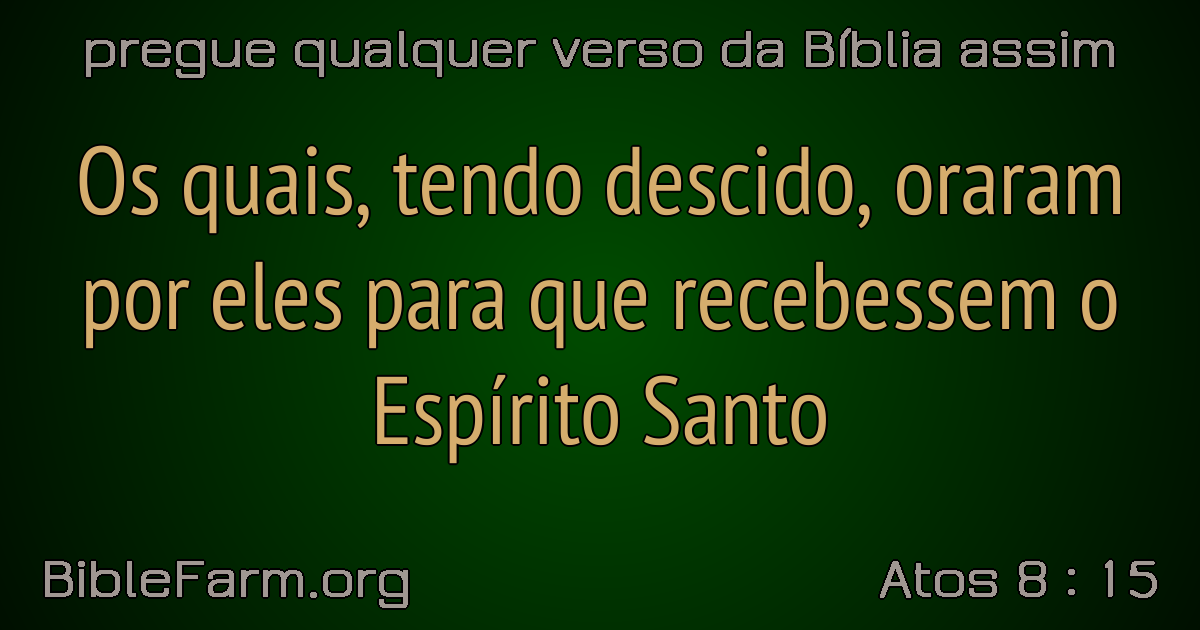 pregue qualquer verso da Bíblia assim
Os quais, tendo descido, oraram
por eles para que recebessem o
Espírito Santo
BibleFarm.org
Atos 8 : 15